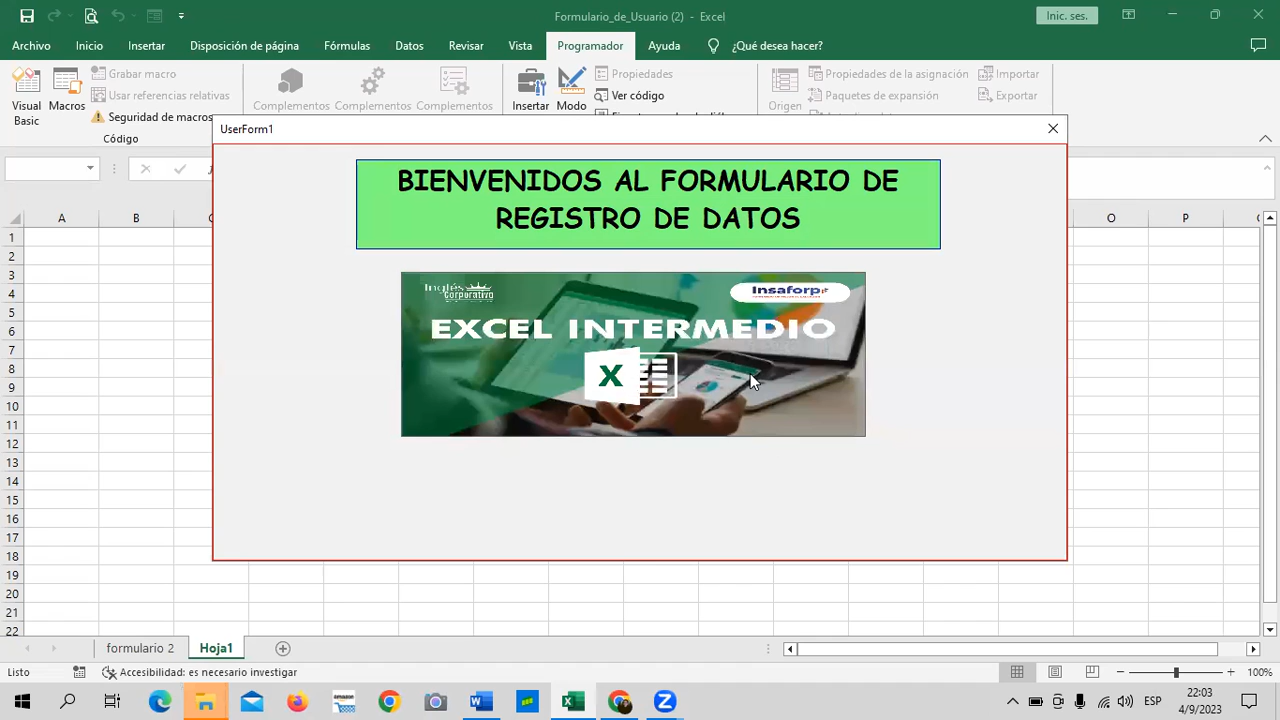 Formulario_de_Usuario (2) - Excel
Inic. ses.
Archivo Inicio Insertar Disposición de página Fórmulas Datos Revisar Vista Programador Ayuda ¿Qué desea hacer?
Visual Basic
Macros
Grabar macro
Usar referencias relativas
Seguridad de macros
Código
Complementos Complementos Complementos
Insertar
Modo
Propiedades
Ver código
Origen
Propiedades de la asignación
Paquetes de expansión
Importar
Exportar
UserForm1
BIENVENIDOS AL FORMULARIO DE
REGISTRO DE DATOS
Inglés
Corporativo
Insaforp
EXCEL INTERMEDIO
X
A B O P
1
2
3
4
5
6
7
8
9
10
11
12
13
14
15
16
17
18
19
20
21
22
formulario 2 Hoja1
Listo Accesibilidad: es necesario investigar 100%
amazon
ESP
22:03
4/9/2023